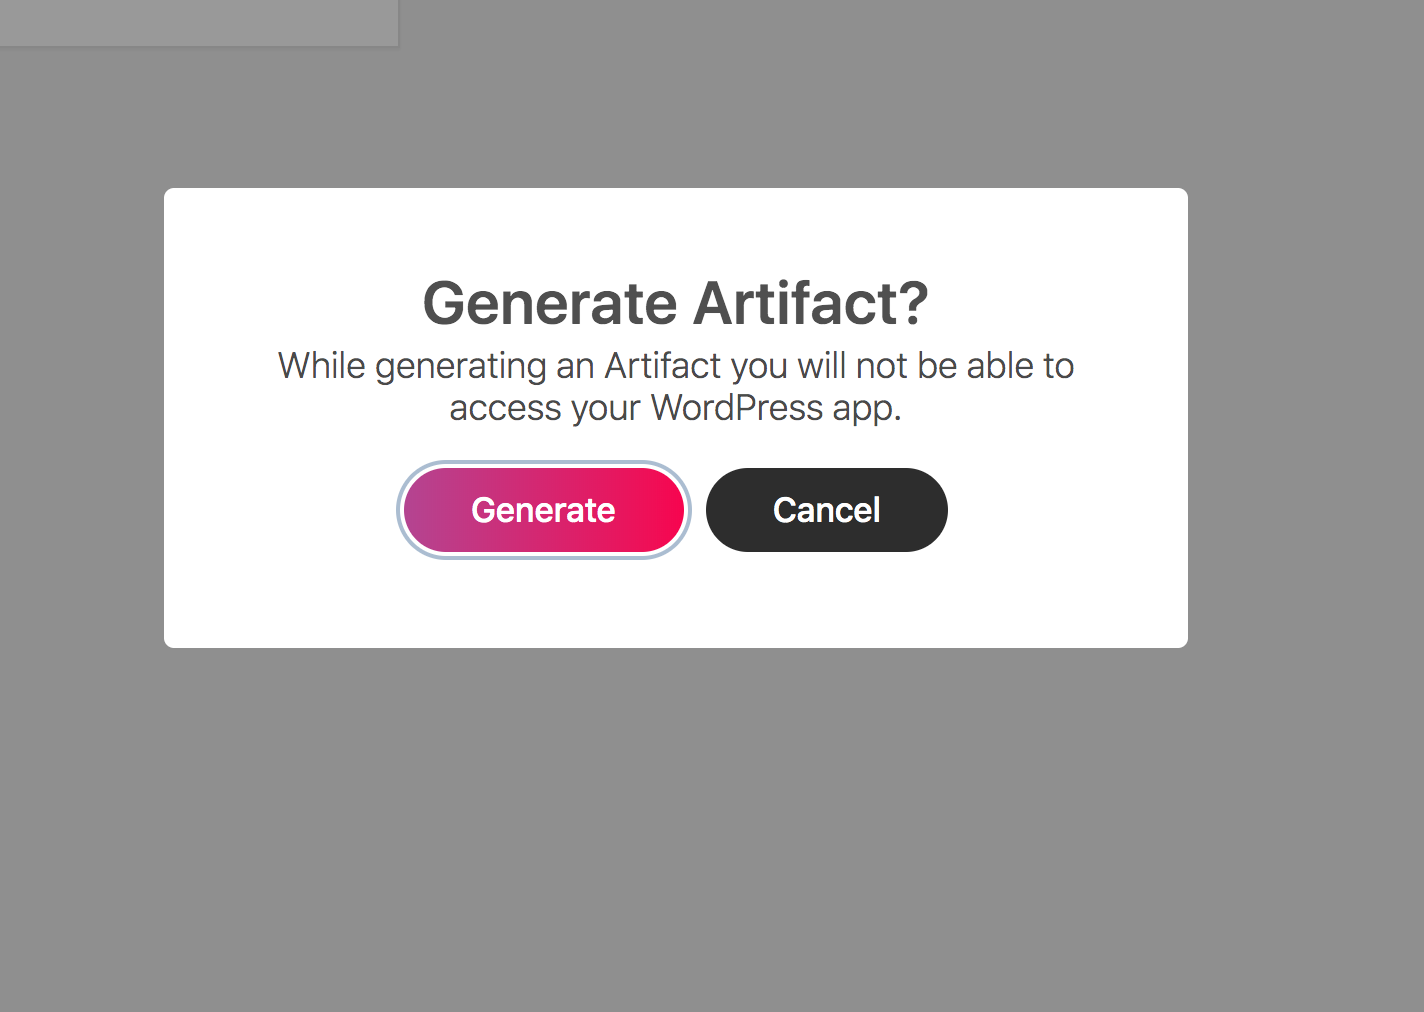 Generate Artifact?
While generating an Artifact you will not be able to
access your WordPress app.
Generate
Cancel